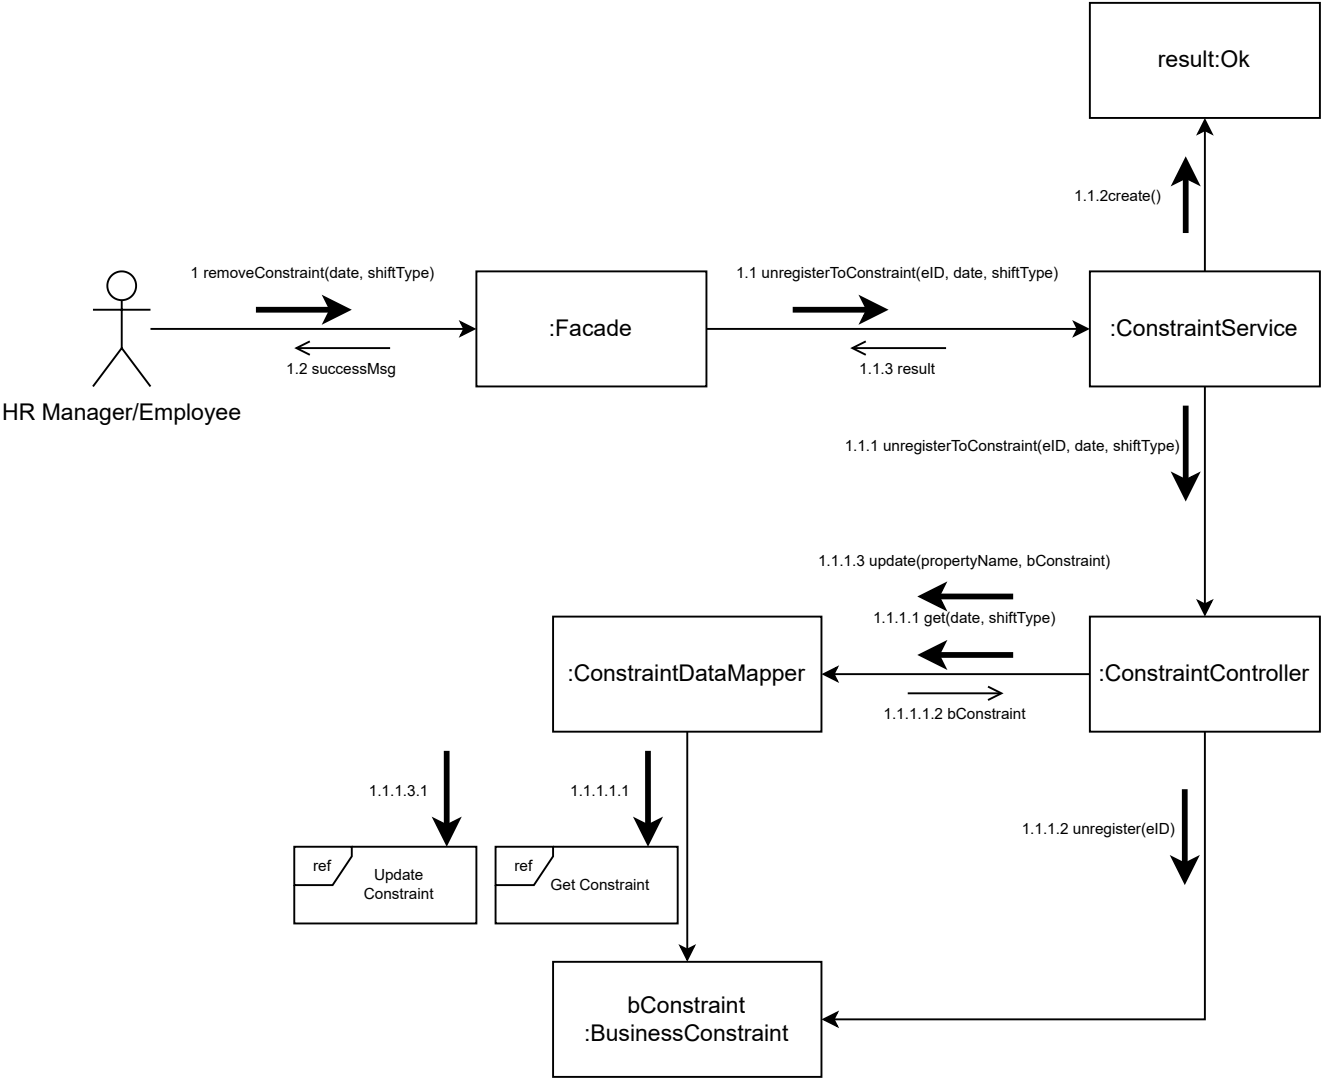 result:Ok
1.1.2create()
1 removeConstraint(date, shiftType)
1.1 unregisterToConstraint(eID, date, shiftType)
:Facade
:ConstraintService
1.2 successMsg
1.1.3 result
HR Manager/Employee
1.1.1 unregisterToConstraint(eID, date, shiftType)
1.1.1.3 update(propertyName, bConstraint)
1.1.1.1 get(date, shiftType)
:ConstraintDataMapper
:ConstraintController
1.1.1.1.2 bConstraint
1.1.1.3.1
1.1.1.1.1
1.1.1.2 unregister(eID)
ref
Update
Constraint
ref
Get Constraint
bConstraint
:BusinessConstraint